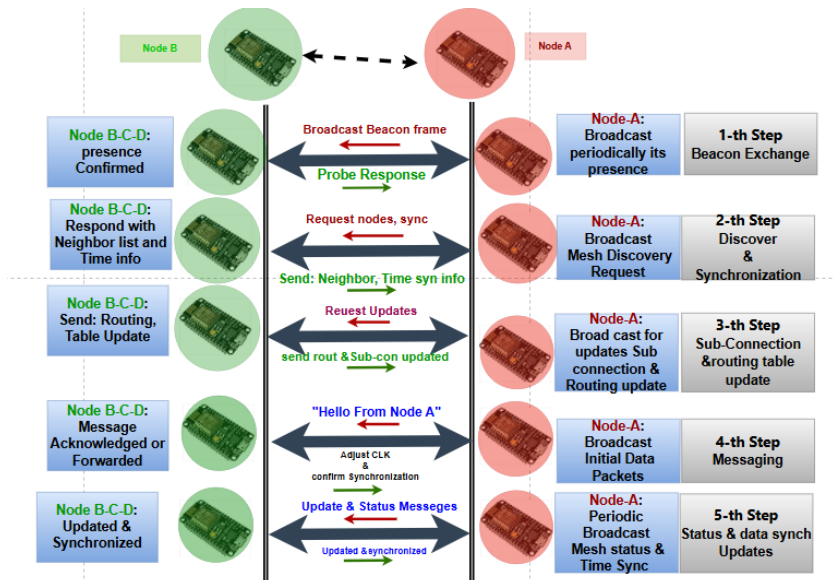 Node B
Node A
Node B-C-D:
presence
Confirmed
Broadcast Beacon frame
Probe Response
Node-A:
Broadcast
periodically its
presence
1-th Step
Beacon Exchange
Node B-C-D:
Respond with
Neighbor list and
Time info
Request nodes, sync
Send: Neighbor, Time syn info
Node-A:
Broadcast
Mesh Discovery
Request
2-th Step
Discover
&
Synchronization
Node B-C-D:
Send: Routing,
Table Update
Reuest Updates
send rout &Sub-con updated
Node-A:
Broad cast for
updates Sub
connection &
Routing update
3-th Step
Sub-Connection
&routing table
update
Node B-C-D:
Message
Acknowledged or
Forwarded
"Hello From Node A"
Adjust CLK
&
confirm Synchronization
Node-A:
Broadcast
Initial Data
Packets
4-th Step
Messaging
Node B-C-D:
Updated &
Synchronized
Update & Status Messeges
Updated &synchronized
Node-A:
Periodic
Broadcast
Mesh status &
Time Sync
5-th Step
Status & data synch
Updates